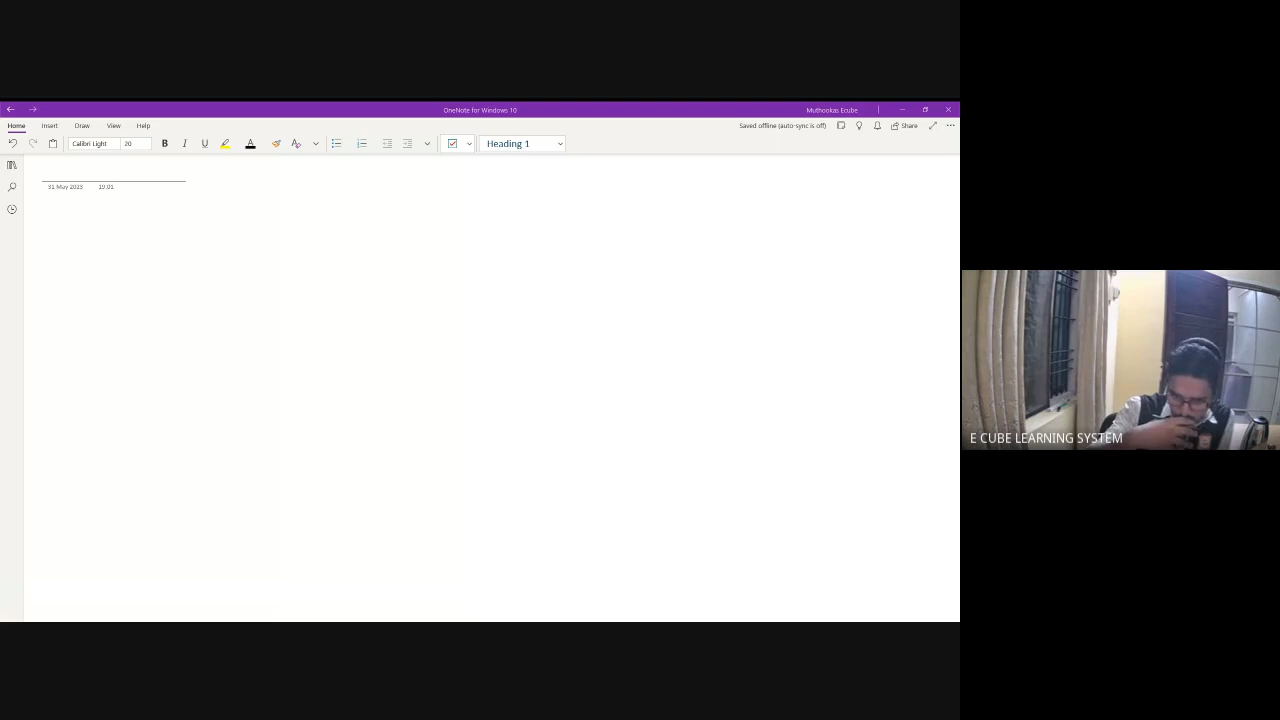 OneNote for Windows 10
Muthookas Ecube
Home Insert Draw View Help
Saved offline (auto-sync is off)
Share
Calibri Light 20
B I U A
Heading 1
31 May 2023 19:01
E CUBE LEARNING SYSTEM